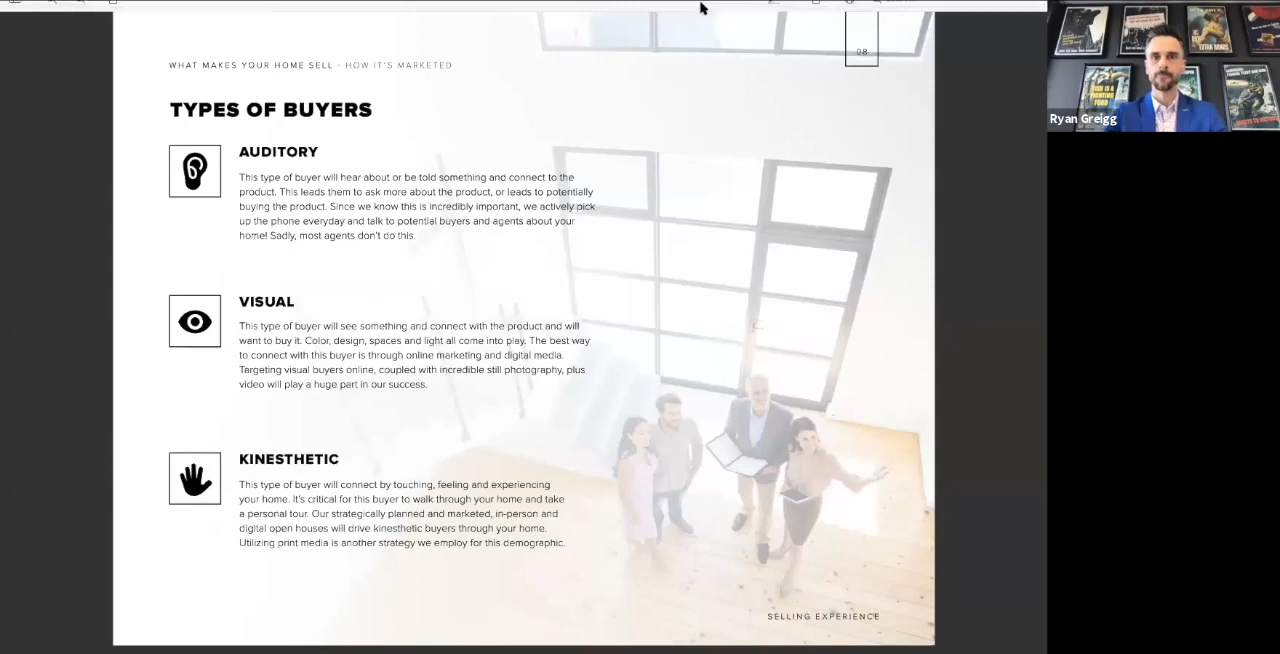 08
WHAT MAKES YOUR HOME SELL - HOW IT'S MARKETED
TYPES OF BUYERS
AUDITORY
This type of buyer will hear about or be told something and connect to the
product. This leads them to ask more about the product, or leads to potentially
buying the product. Since we know this is incredibly important, we actively pick
up the phone everyday and talk to potential buyers and agents about your
home! Sadly, most agents don't do this.
VISUAL
This type of buyer will see something and connect with the product and will
want to buy it. Color, design, spaces and light all come into play. The best way
to connect with this buyer is through online marketing and digital media.
Targeting visual buyers online, coupled with incredible still photography, plus
video will play a huge part in our success.
KINESTHETIC
This type of buyer will connect by touching, feeling and experiencing
your home. It's critical for this buyer to walk through your home and take
a personal tour. Our strategically planned and marketed, in-person and
digital open houses will drive kinesthetic buyers through your home.
Utilizing print media is another strategy we employ for this demographic.
SELLING EXPERIENCE
Ryan Greigg